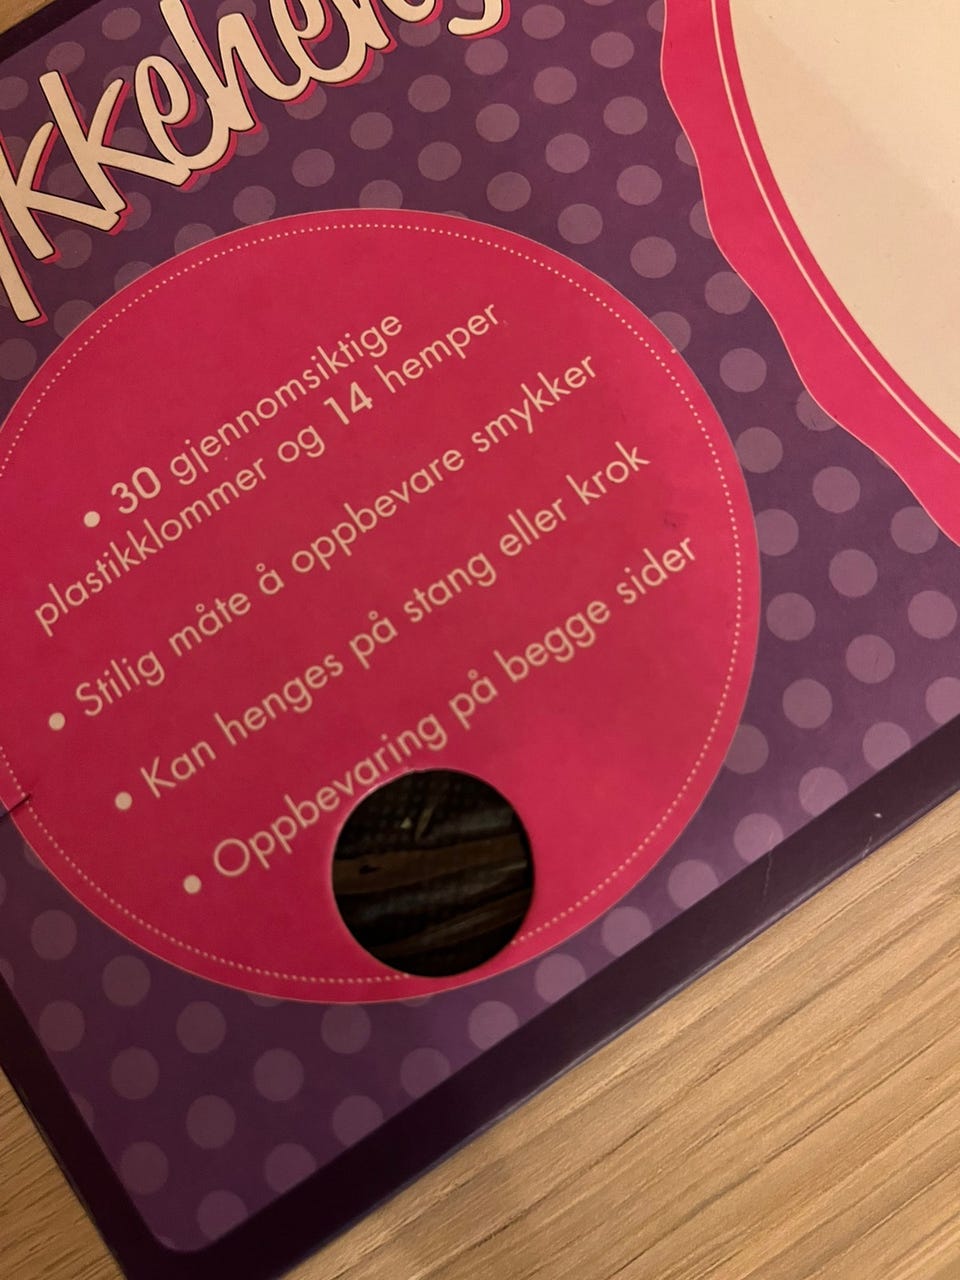 • 30 gjennomsiktige
plastikklommer og 14 hemper
• Stilig måte å oppbevare smykker
• Kan henges på stang eller krok
• Oppbevaring på begge sider